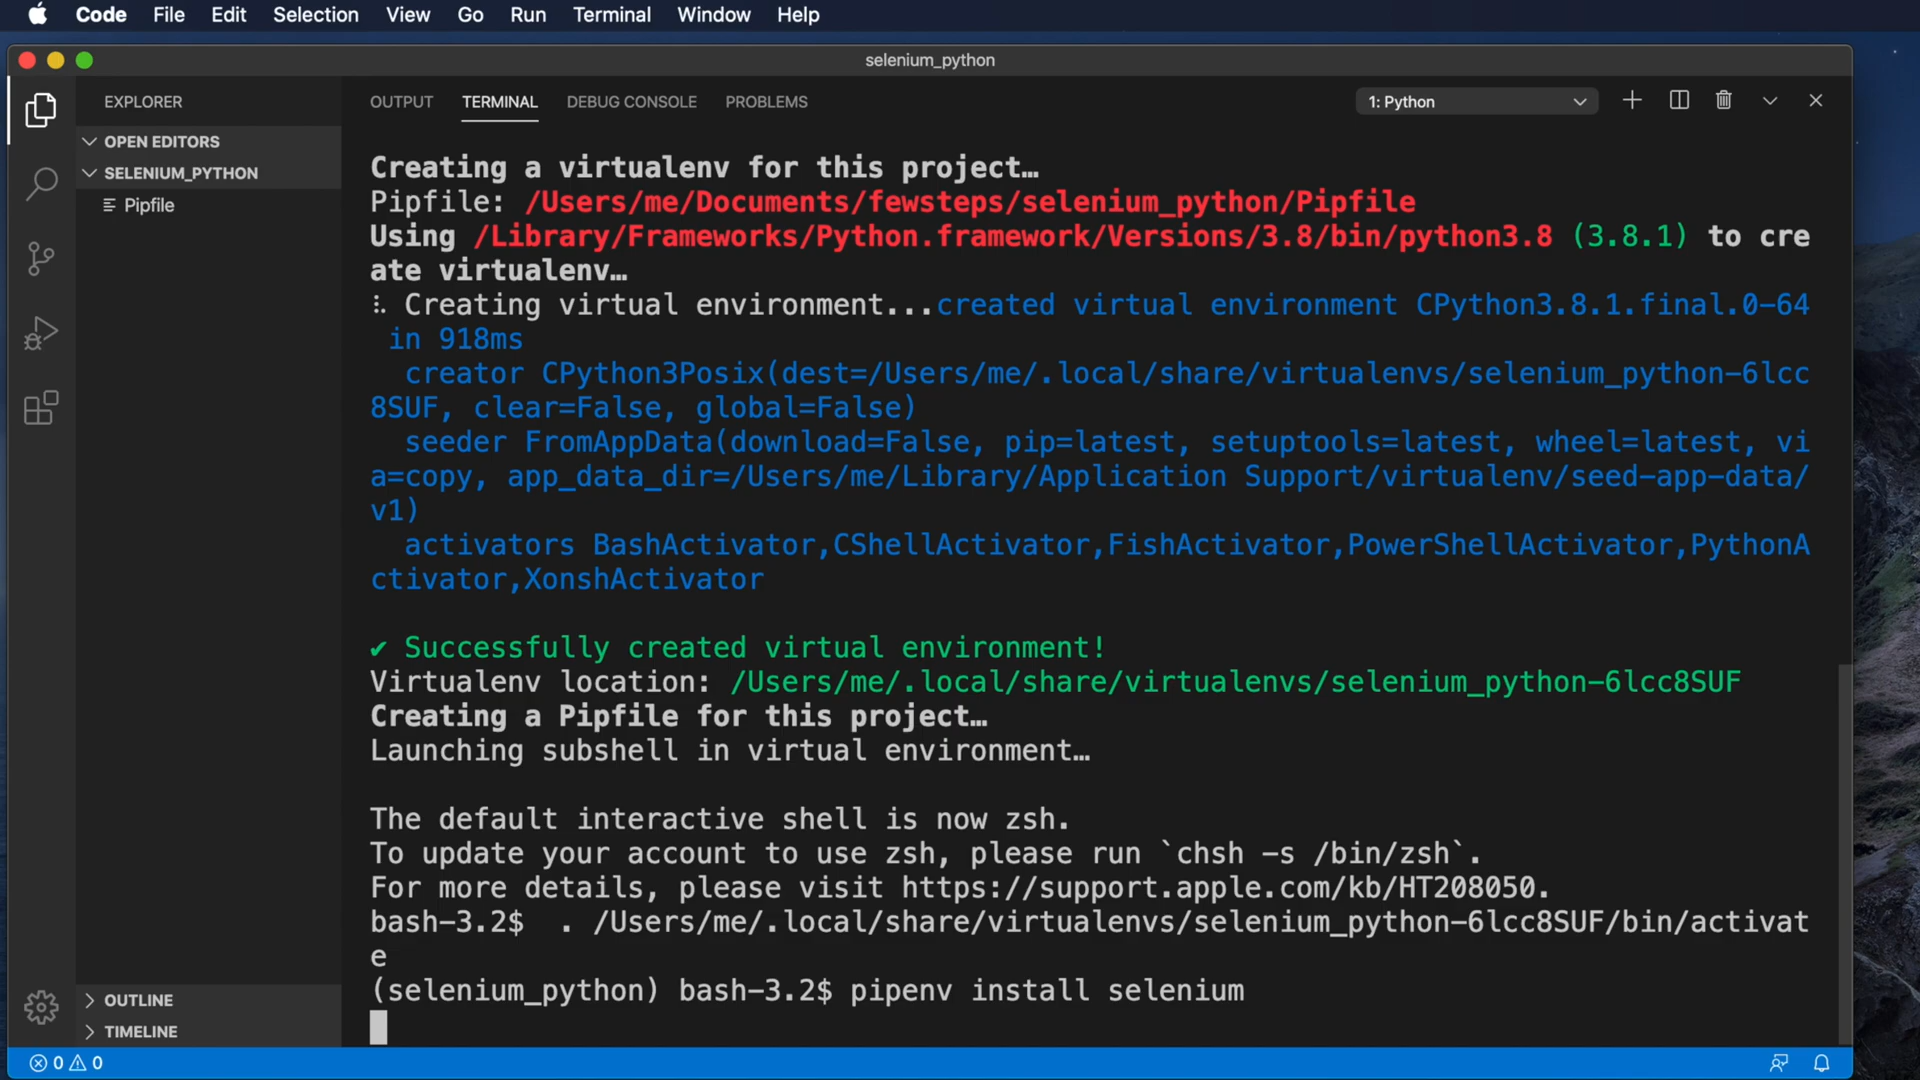 Code File Edit Selection View Go Run Terminal Window Help
selenium_python
EXPLORER
OPEN EDITORS
SELENIUM_PYTHON
Pipfile
OUTLINE
TIMELINE
OUTPUT TERMINAL DEBUG CONSOLE PROBLEMS 1: Python
Creating a virtualenv for this project…
Pipfile: /Users/me/Documents/fewsteps/selenium_python/Pipfile
Using /Library/Frameworks/Python.framework/Versions/3.8/bin/python3.8 (3.8.1) to cre
ate virtualenv…
⠧ Creating virtual environment...created virtual environment CPython3.8.1.final.0-64
in 918ms
creator CPython3Posix(dest=/Users/me/.local/share/virtualenvs/selenium_python-6lcc
8SUF, clear=False, global=False)
seeder FromAppData(download=False, pip=latest, setuptools=latest, wheel=latest, vi
a=copy, app_data_dir=/Users/me/Library/Application Support/virtualenv/seed-app-data/
v1)
activators BashActivator,CShellActivator,FishActivator,PowerShellActivator,PythonA
ctivator,XonshActivator
✔ Successfully created virtual environment!
Virtualenv location: /Users/me/.local/share/virtualenvs/selenium_python-6lcc8SUF
Creating a Pipfile for this project…
Launching subshell in virtual environment…
The default interactive shell is now zsh.
To update your account to use zsh, please run `chsh -s /bin/zsh`.
For more details, please visit https://support.apple.com/kb/HT208050.
bash-3.2$  . /Users/me/.local/share/virtualenvs/selenium_python-6lcc8SUF/bin/activat
e
(selenium_python) bash-3.2$ pipenv install selenium
0 0